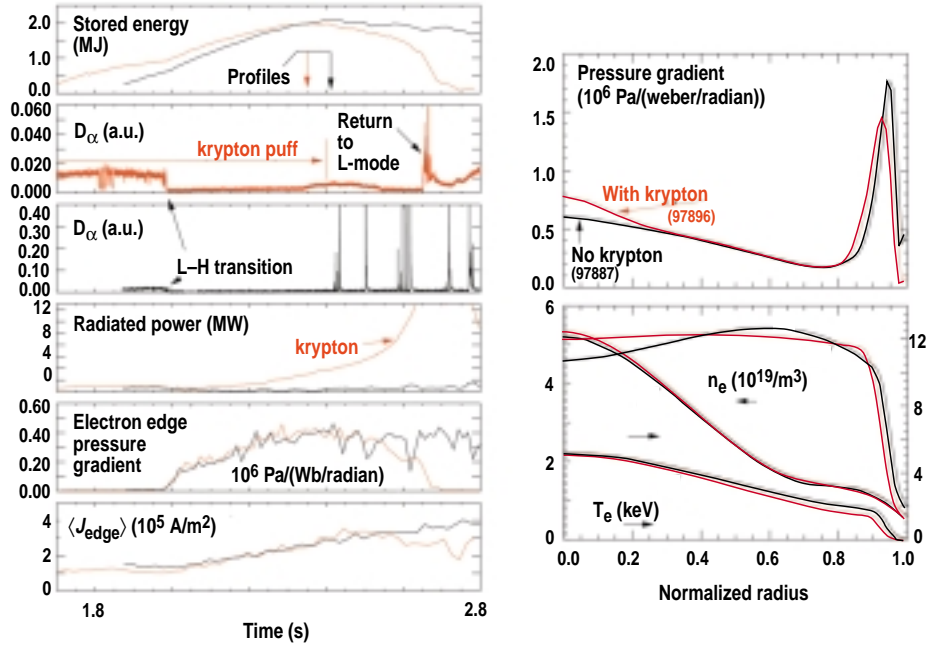 Stored energy
(MJ)
2.0
1.0
0.0
Profiles
0.060
0.040
0.020
0.000
Dα (a.u.)
krypton puff
Return
to
L-mode
0.40
0.30
0.20
0.10
0.00
Dα (a.u.)
L–H transition
Radiated power (MW)
12
8
4
0
krypton
0.60
0.40
0.20
0.00
Electron edge
pressure
gradient
10⁶ Pa/(Wb/radian)
⟨Jedge⟩ (10⁵ A/m²)
4
2
0
1.8
2.8
Time (s)
2.0
1.5
1.0
0.5
0.0
Pressure gradient
(10⁶ Pa/(weber/radian))
With krypton
(97896)
No krypton
(97887)
6
4
2
0
12
8
4
0
nₑ (10¹⁹/m³)
Tₑ (keV)
0.0
0.2
0.4
0.6
0.8
1.0
Normalized radius